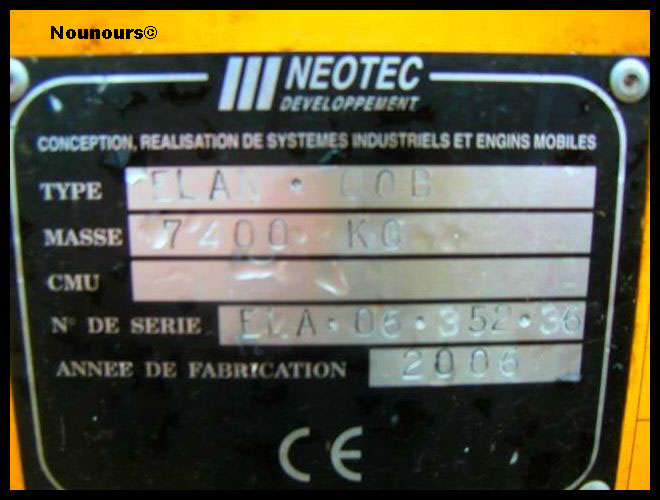 Nounours©
NEOTEC
DEVELOPPEMENT
CONCEPTION, REALISATION DE SYSTEMES INDUSTRIELS ET ENGINS MOBILES
TYPE ELAN · 00B
MASSE 7400 KG
CMU
N° DE SERIE ELA · 06 · 352 · 36
ANNEE DE FABRICATION 2006
CE